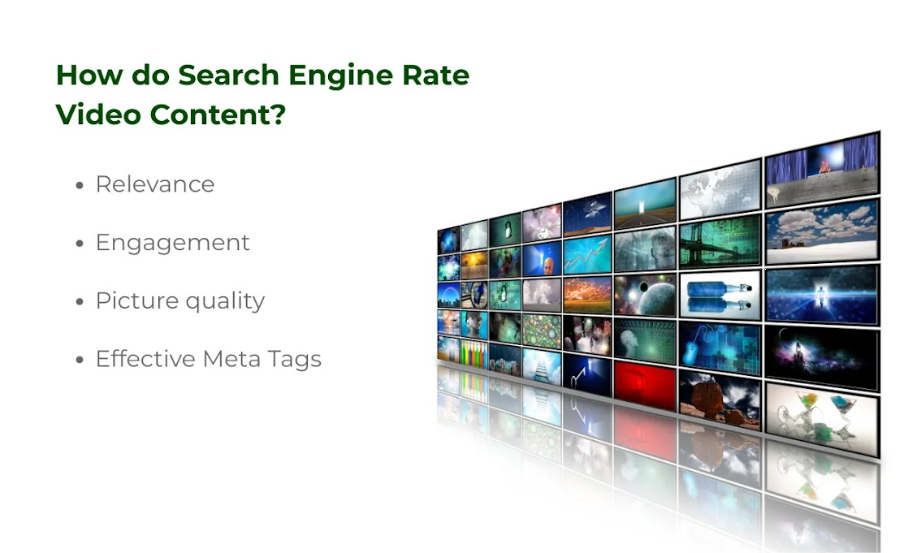 How do Search Engine Rate
Video Content?
• Relevance
• Engagement
• Picture quality
• Effective Meta Tags